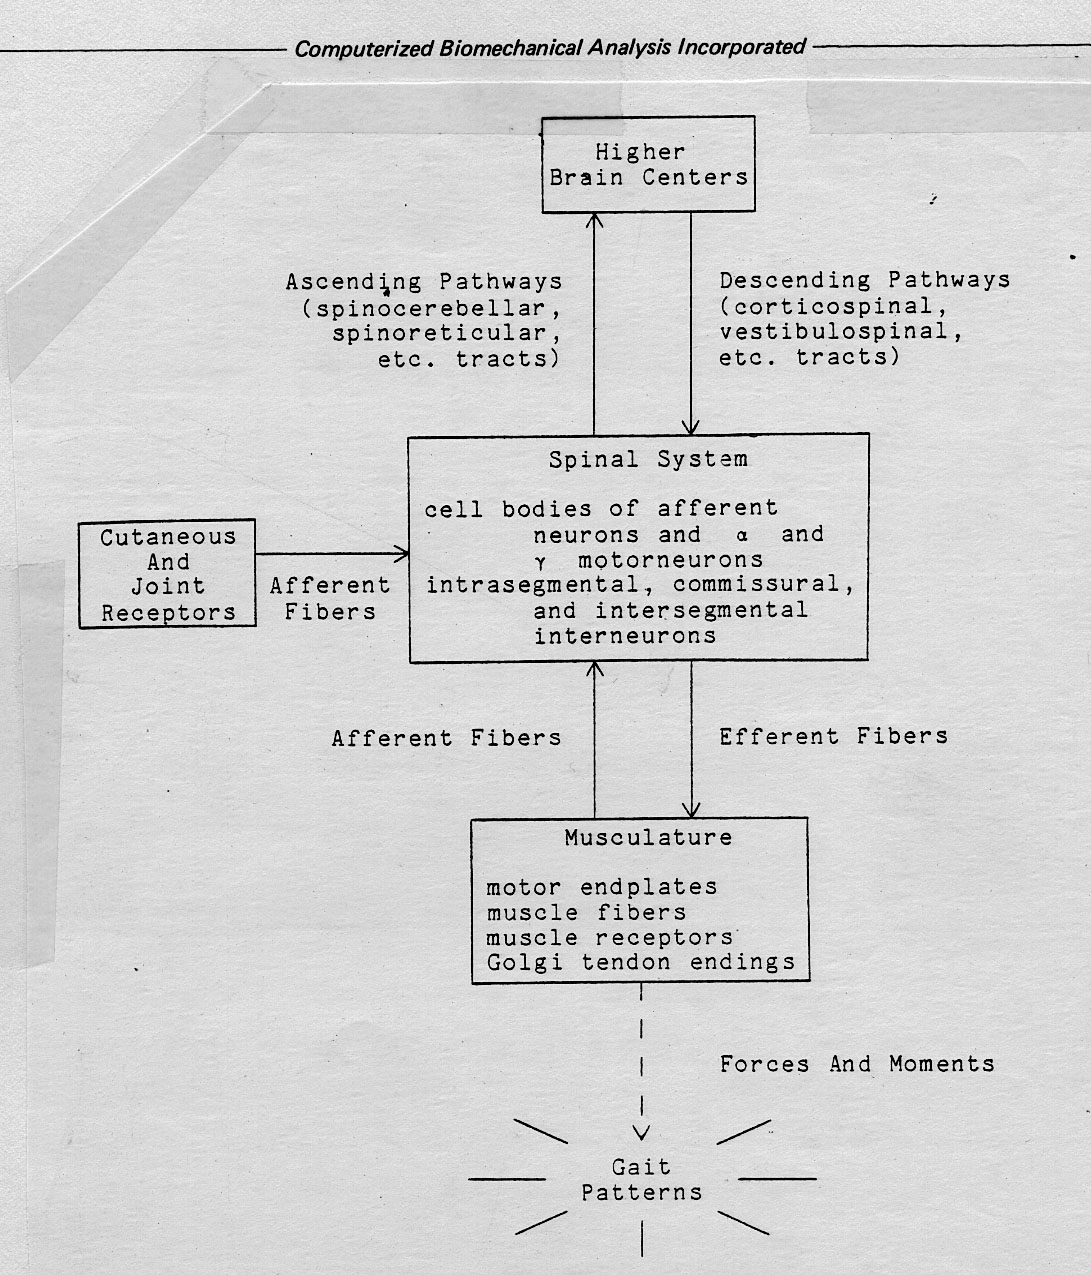 Computerized Biomechanical Analysis Incorporated
Higher
Brain Centers
Ascending Pathways
(spinocerebellar,
spinoreticular,
etc. tracts)
Descending Pathways
(corticospinal,
vestibulospinal,
etc. tracts)
Spinal System
cell bodies of afferent
neurons and α and
γ motorneurons
intrasegmental, commissural,
and intersegmental
interneurons
Cutaneous
And
Joint
Receptors
Afferent
Fibers
Afferent Fibers
Efferent Fibers
Musculature
motor endplates
muscle fibers
muscle receptors
Golgi tendon endings
Forces And Moments
Gait
Patterns